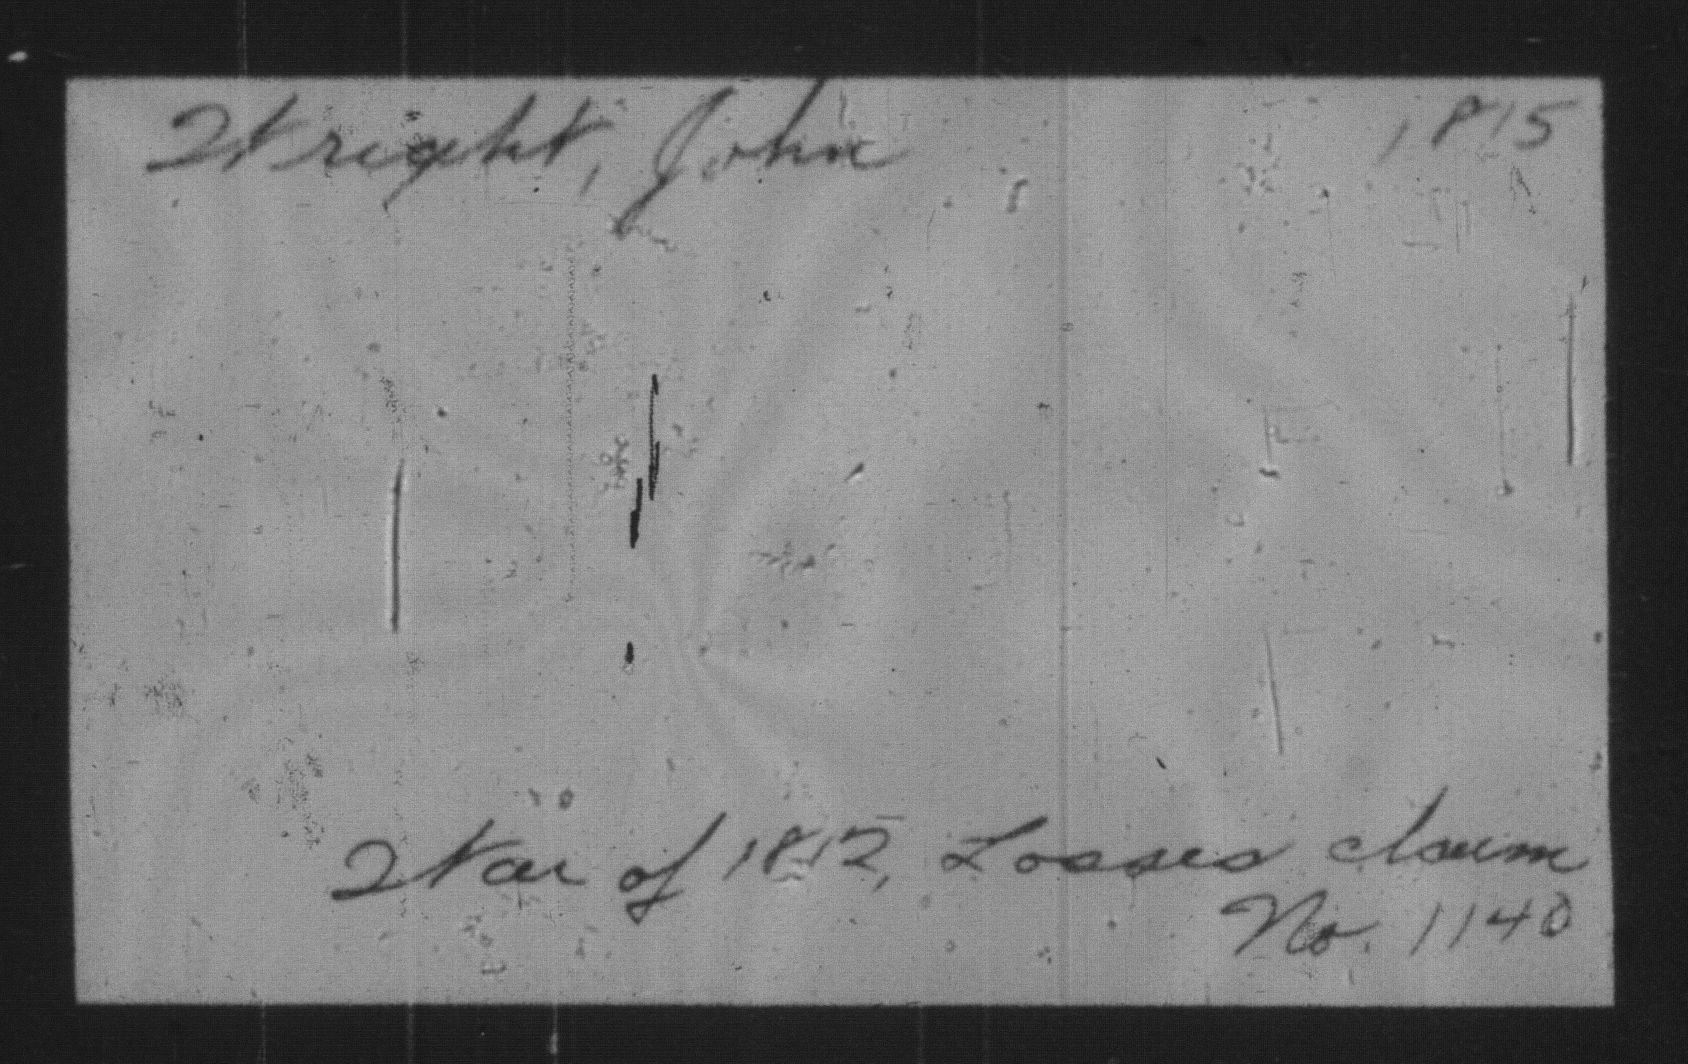 Wright, John 1815
War of 1812, Losses claim
No. 1140